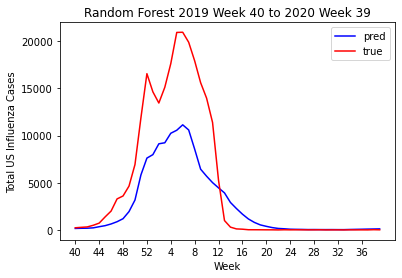 Random Forest 2019 Week 40 to 2020 Week 39
pred
true
Total US Influenza Cases
20000
15000
10000
5000
0
40 44 48 52 4 8 12 16 20 24 28 32 36
Week